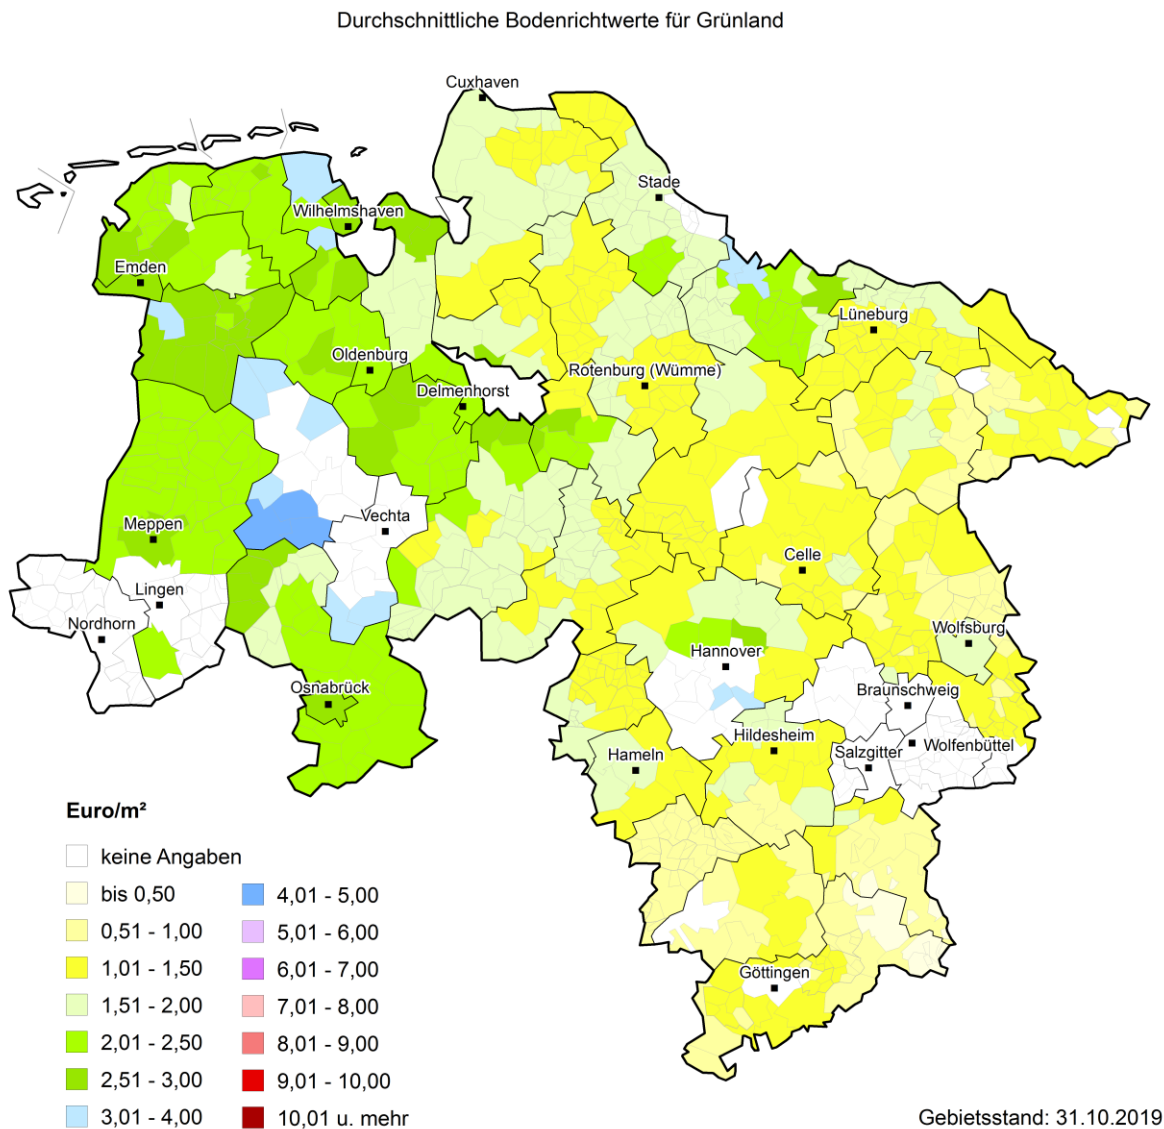 Durchschnittliche Bodenrichtwerte für Grünland
Cuxhaven
Stade
Wilhelmshaven
Emden
Lüneburg
Oldenburg
Rotenburg (Wümme)
Delmenhorst
Vechta
Meppen
Celle
Lingen
Nordhorn
Wolfsburg
Hannover
Osnabrück
Braunschweig
Hildesheim
Wolfenbüttel
Hameln
Salzgitter
Göttingen
Euro/m²
keine Angaben
bis 0,50
0,51 - 1,00
1,01 - 1,50
1,51 - 2,00
2,01 - 2,50
2,51 - 3,00
3,01 - 4,00
4,01 - 5,00
5,01 - 6,00
6,01 - 7,00
7,01 - 8,00
8,01 - 9,00
9,01 - 10,00
10,01 u. mehr
Gebietsstand: 31.10.2019